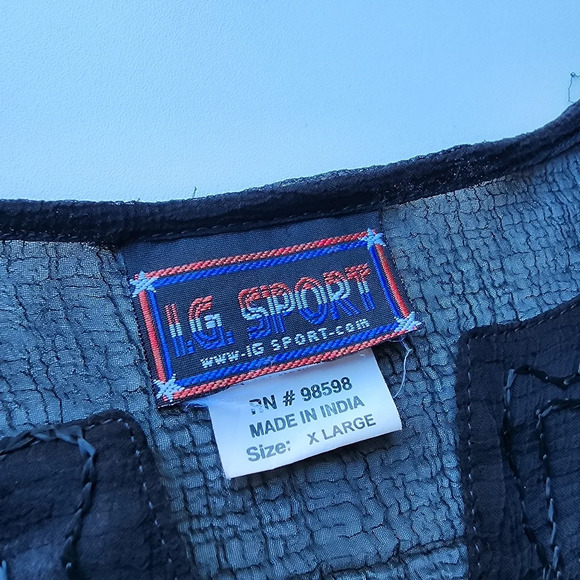 I.G. SPORT
www-IG SPORT-com
RN # 98598
MADE IN INDIA
Size: X LARGE